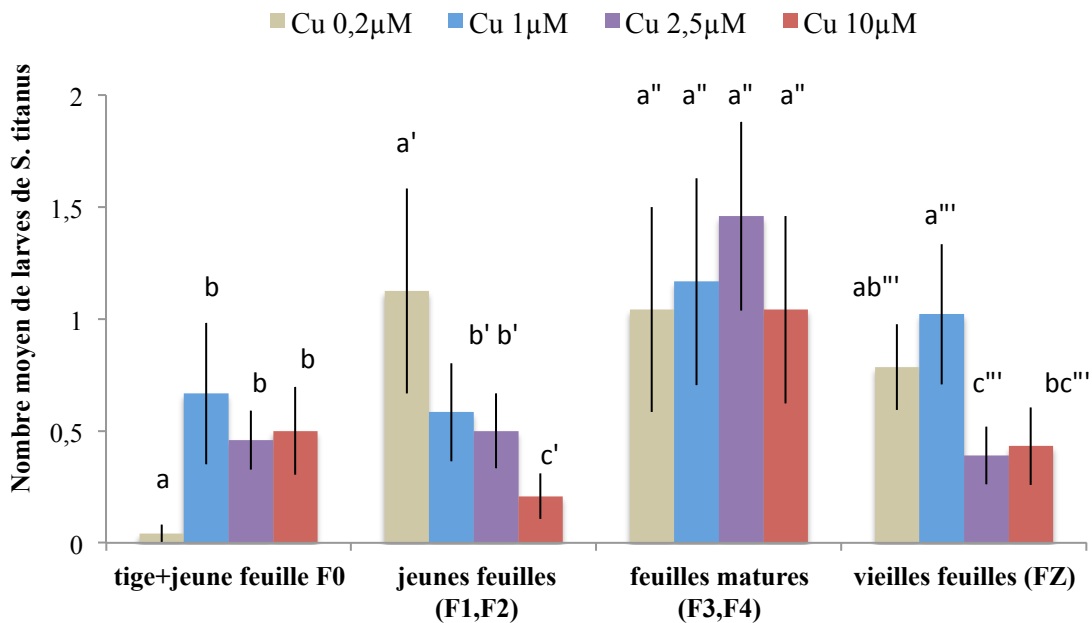 Cu 0,2µM Cu 1µM Cu 2,5µM Cu 10µM
Nombre moyen de larves de S. titanus
2
1,5
1
0,5
0
a b b b
a' b' b' c'
a" a" a" a"
ab"' a"' c"' bc"'
tige+jeune feuille F0
jeunes feuilles
(F1,F2)
feuilles matures
(F3,F4)
vieilles feuilles (FZ)